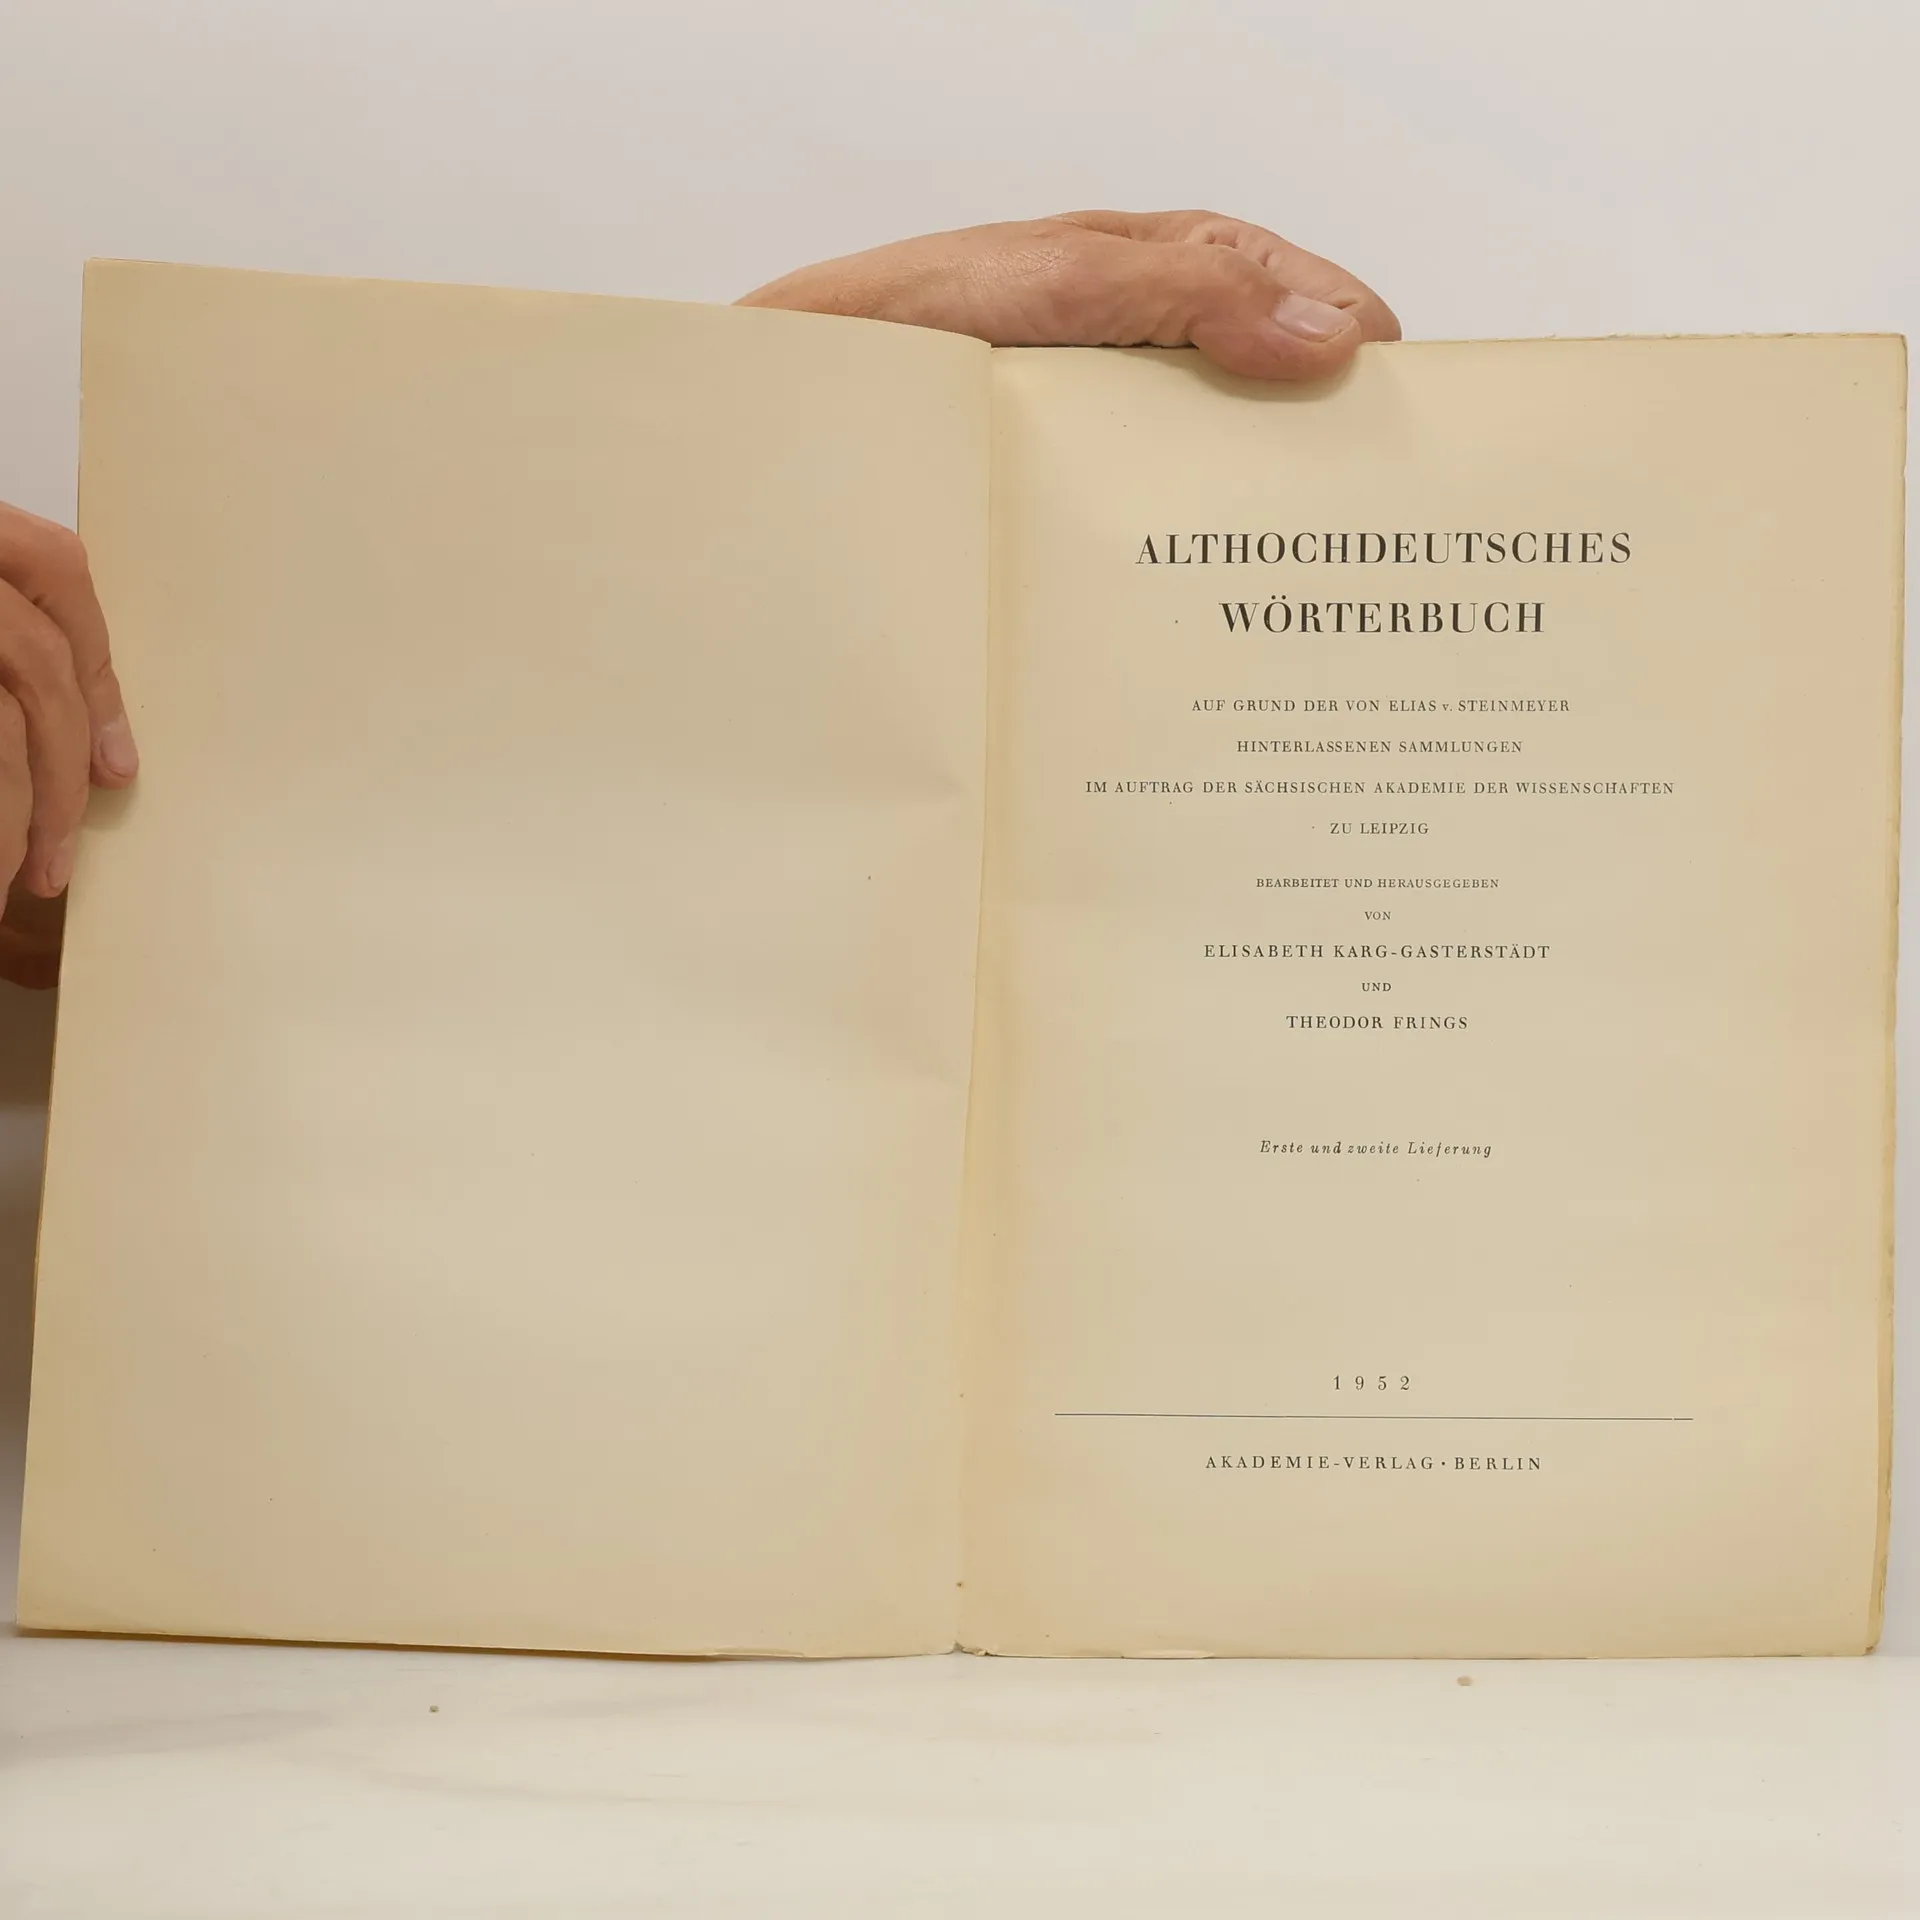 ALTHOCHDEUTSCHES
WÖRTERBUCH
AUF GRUND DER VON ELIAS v. STEINMEYER
HINTERLASSENEN SAMMLUNGEN
IM AUFTRAG DER SÄCHSISCHEN AKADEMIE DER WISSENSCHAFTEN
ZU LEIPZIG
BEARBEITET UND HERAUSGEGEBEN
VON
ELISABETH KARG-GASTERSTÄDT
UND
THEODOR FRINGS
Erste und zweite Lieferung
1952
AKADEMIE-VERLAG · BERLIN